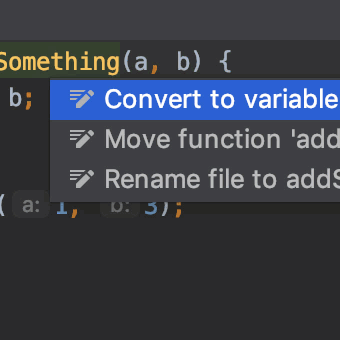 Something(a, b) {
b;
Convert to variable
Move function 'add
Rename file to addS
( a: 1, b: 3);